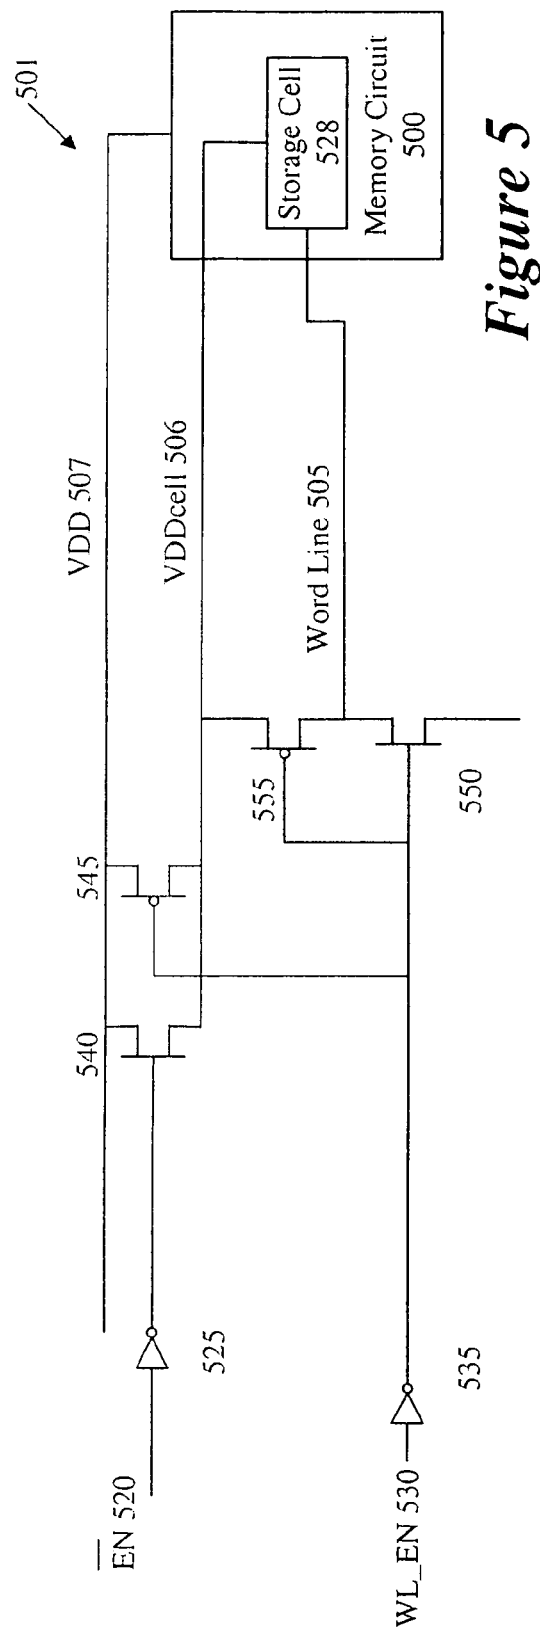 501
VDD 507
VDDcell 506
Storage Cell
528
Memory Circuit
500
Word Line 505
540
545
555
550
EN 520
525
WL_EN 530
535
Figure 5